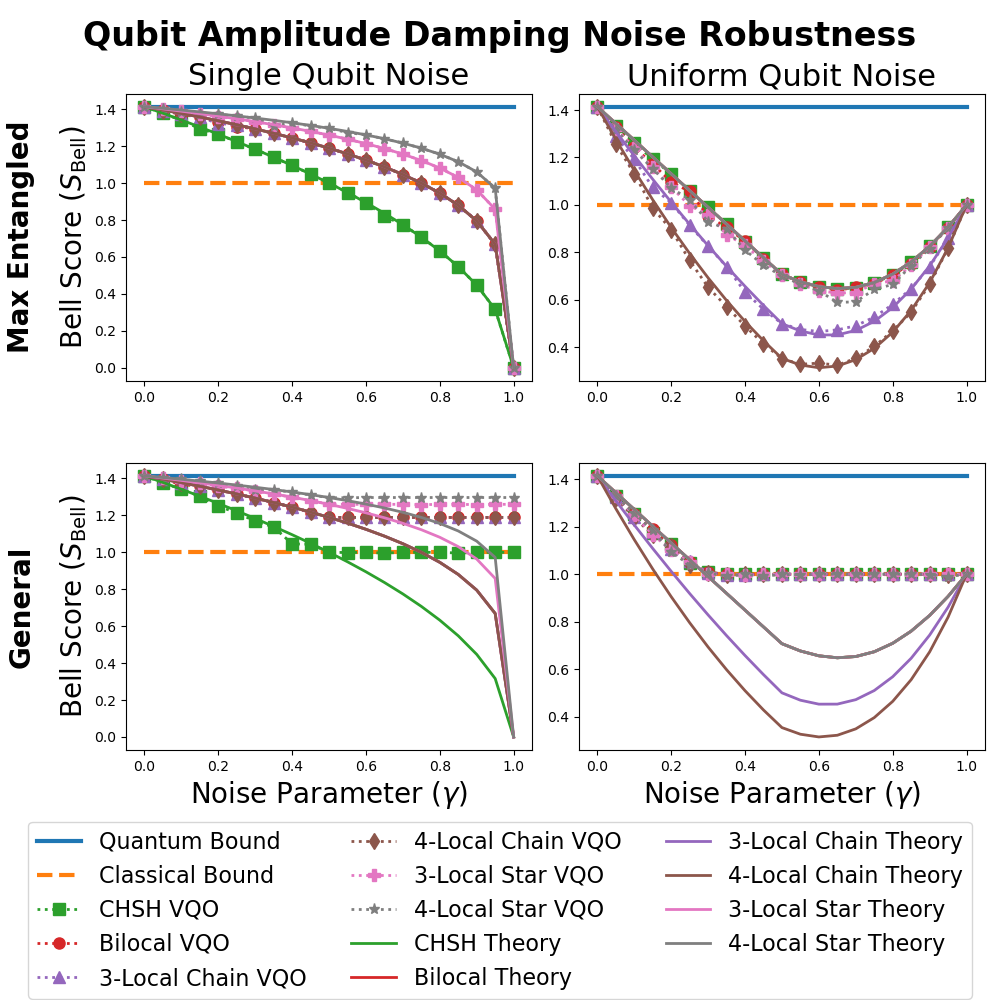 Qubit Amplitude Damping Noise Robustness
Single Qubit Noise
Uniform Qubit Noise
Max Entangled
Bell Score (S_Bell)
1.4
1.2
1.0
0.8
0.6
0.4
0.2
0.0
0.0 0.2 0.4 0.6 0.8 1.0
1.4
1.2
1.0
0.8
0.6
0.4
0.0 0.2 0.4 0.6 0.8 1.0
General
Bell Score (S_Bell)
1.4
1.2
1.0
0.8
0.6
0.4
0.2
0.0
0.0 0.2 0.4 0.6 0.8 1.0
Noise Parameter (γ)
1.4
1.2
1.0
0.8
0.6
0.4
0.0 0.2 0.4 0.6 0.8 1.0
Noise Parameter (γ)
Quantum Bound
Classical Bound
CHSH VQO
Bilocal VQO
3-Local Chain VQO
4-Local Chain VQO
3-Local Star VQO
4-Local Star VQO
CHSH Theory
Bilocal Theory
3-Local Chain Theory
4-Local Chain Theory
3-Local Star Theory
4-Local Star Theory